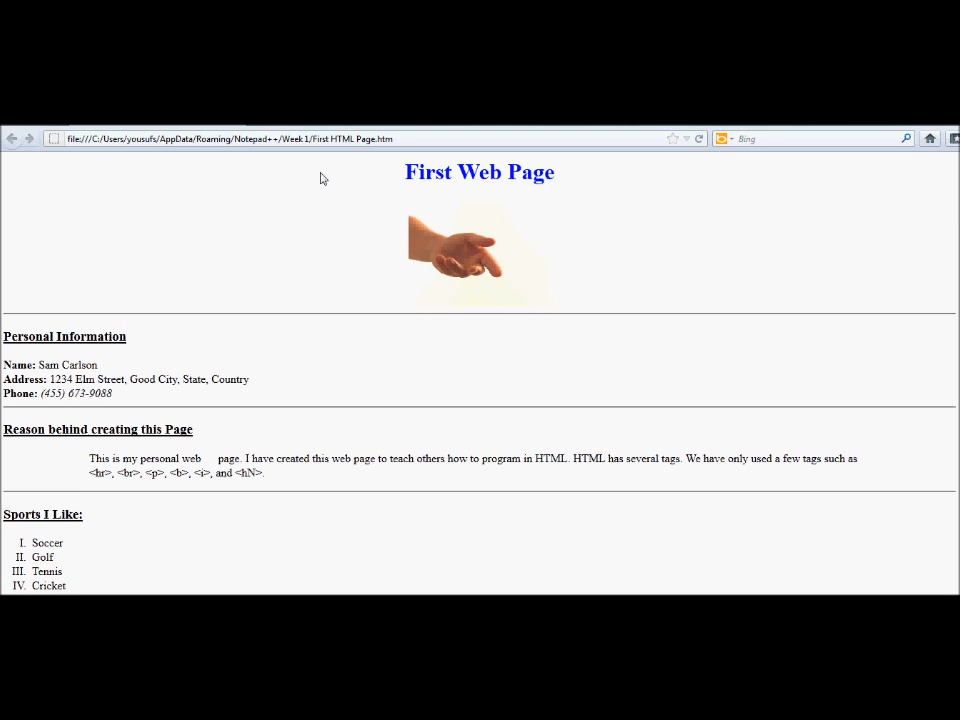 file:///C:/Users/yousufs/AppData/Roaming/Notepad++/Week1/First HTML Page.htm
Bing
First Web Page
Personal Information
Name: Sam Carlson
Address: 1234 Elm Street, Good City, State, Country
Phone: (455) 673-9088
Reason behind creating this Page
This is my personal web page. I have created this web page to teach others how to program in HTML. HTML has several tags. We have only used a few tags such as
<hr>, <br>, <p>, <b>, <i>, and <hN>.
Sports I Like:
I. Soccer
II. Golf
III. Tennis
IV. Cricket